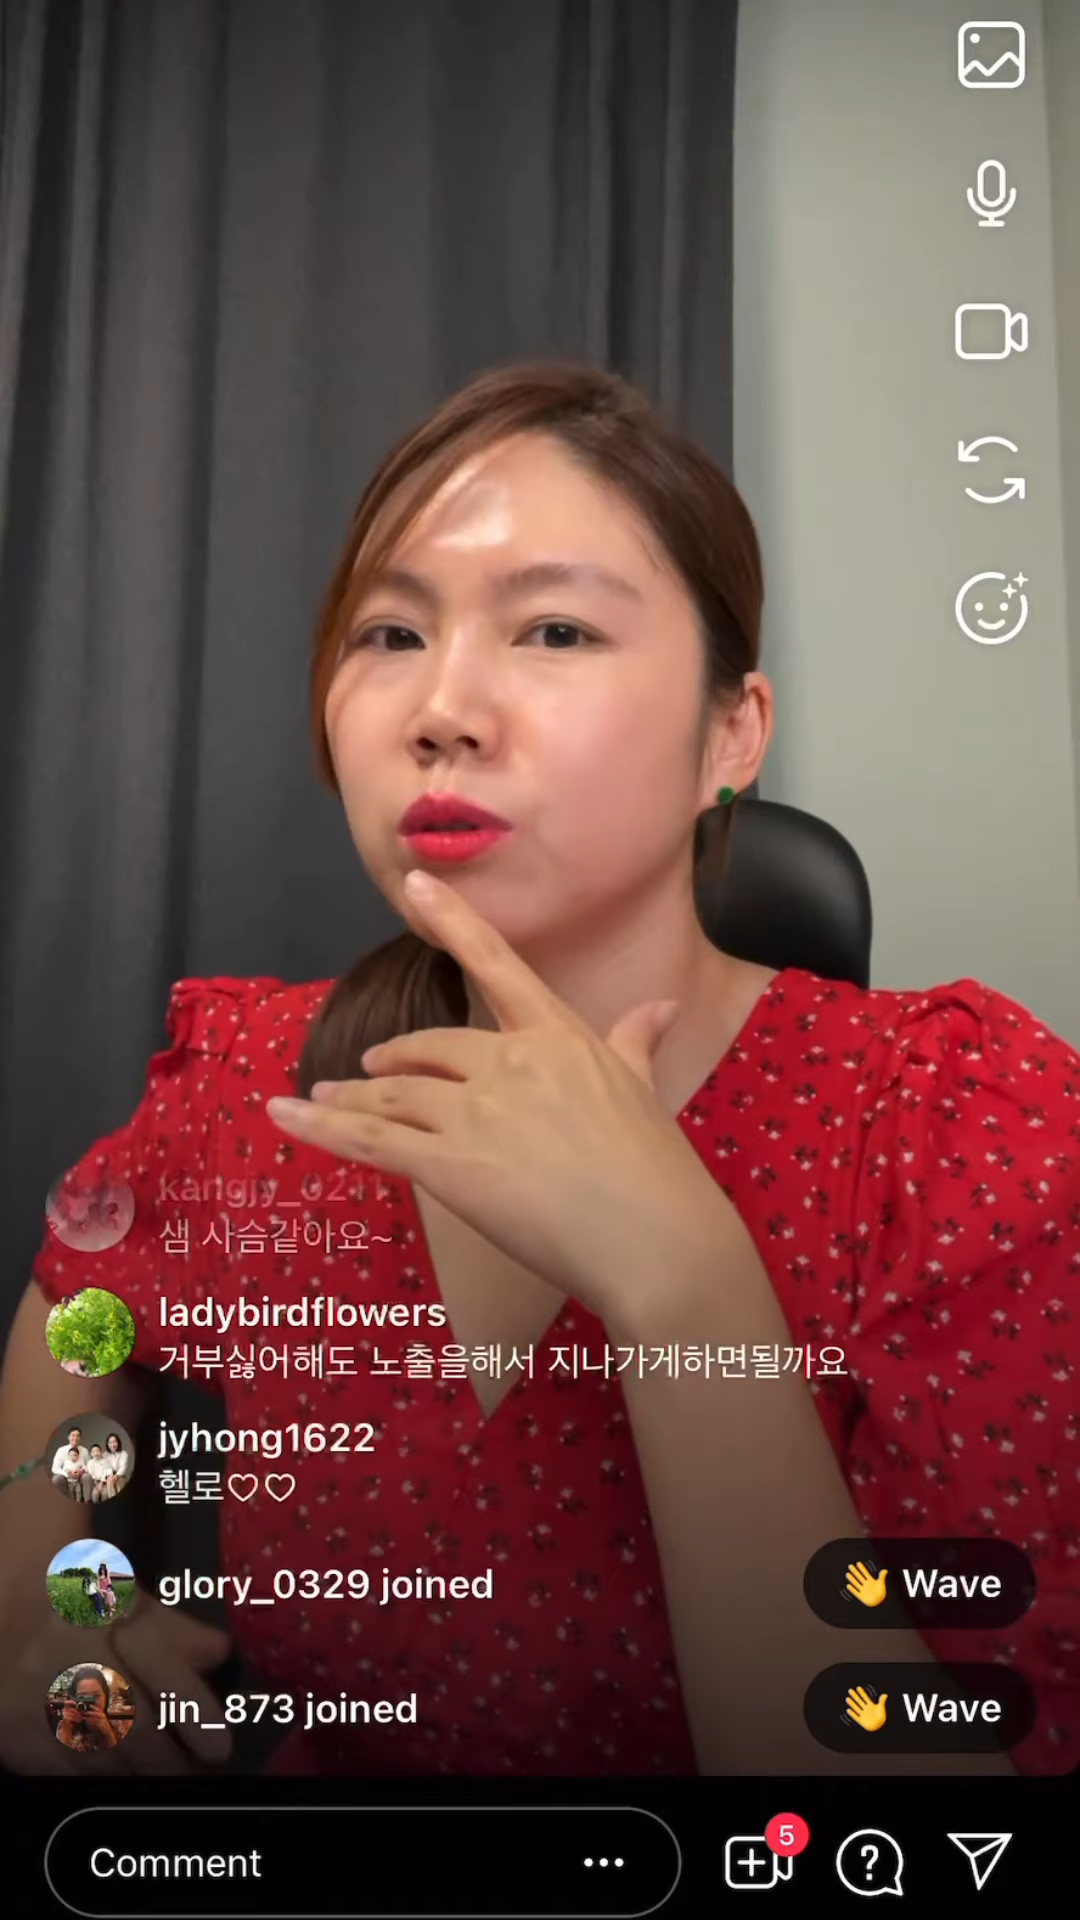 kangjy_0211
샘 사슴같아요~
ladybirdflowers
거부싫어해도 노출을해서 지나가게하면될까요
jyhong1622
헬로♡♡
glory_0329 joined
👋 Wave
jin_873 joined
👋 Wave
Comment
5